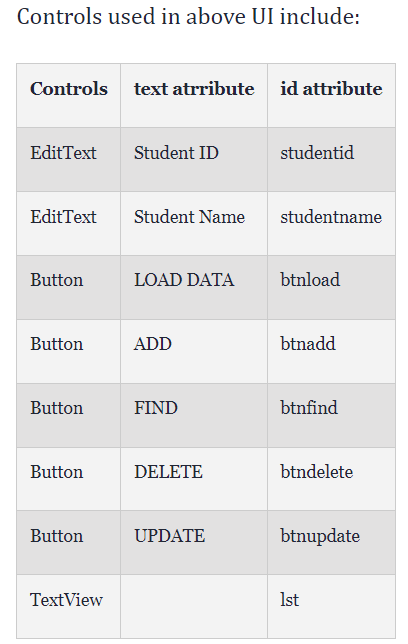 Controls used in above UI include:
Controls text atrribute id attribute
EditText Student ID studentid
EditText Student Name studentname
Button LOAD DATA btnload
Button ADD btnadd
Button FIND btnfind
Button DELETE btndelete
Button UPDATE btnupdate
TextView lst